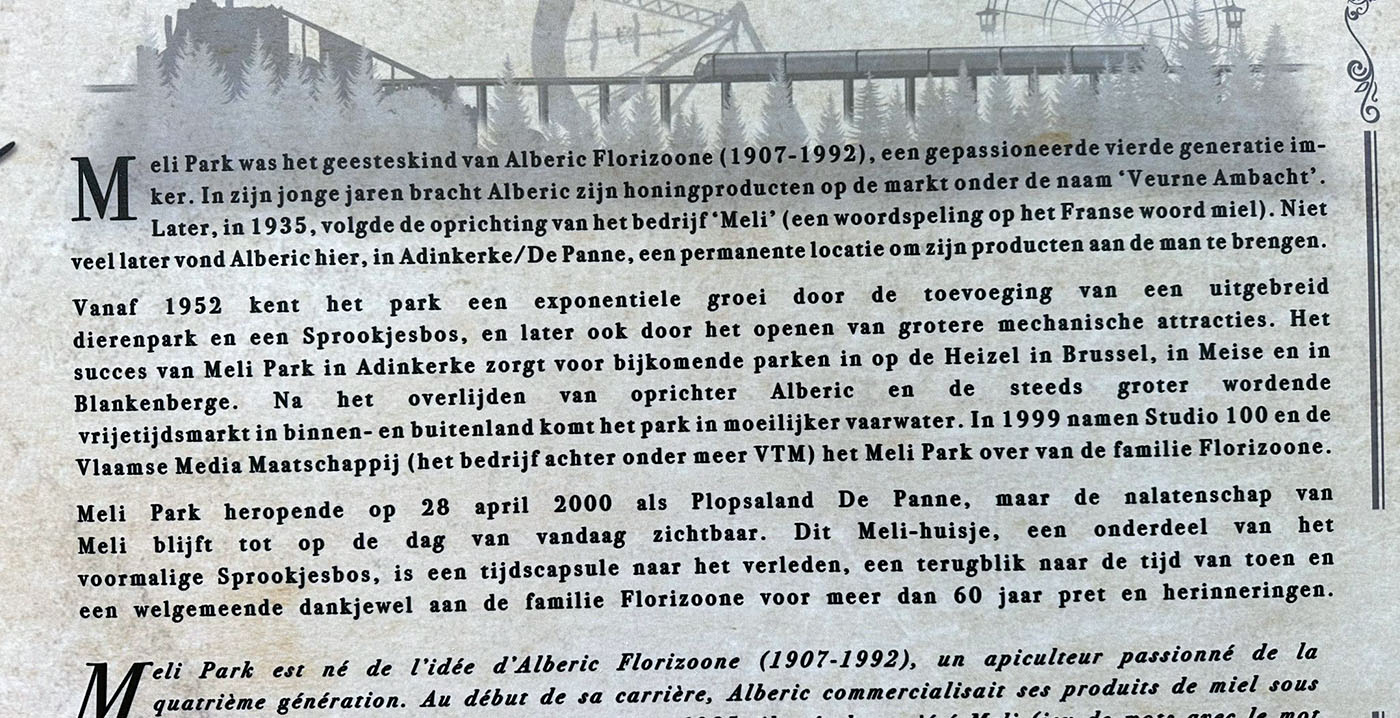 Meli Park was het geesteskind van Alberic Florizoone (1907-1992), een gepassioneerde vierde generatie im-
ker. In zijn jonge jaren bracht Alberic zijn honingproducten op de markt onder de naam ‘Veurne Ambacht’.
Later, in 1935, volgde de oprichting van het bedrijf ‘Meli’ (een woordspeling op het Franse woord miel). Niet
veel later vond Alberic hier, in Adinkerke/De Panne, een permanente locatie om zijn producten aan de man te brengen.
Vanaf 1952 kent het park een exponentiele groei door de toevoeging van een uitgebreid
dierenpark en een Sprookjesbos, en later ook door het openen van grotere mechanische attracties. Het
succes van Meli Park in Adinkerke zorgt voor bijkomende parken in op de Heizel in Brussel, in Meise en in
Blankenberge. Na het overlijden van oprichter Alberic en de steeds groter wordende
vrijetijdsmarkt in binnen- en buitenland komt het park in moeilijker vaarwater. In 1999 namen Studio 100 en de
Vlaamse Media Maatschappij (het bedrijf achter onder meer VTM) het Meli Park over van de familie Florizoone.
Meli Park heropende op 28 april 2000 als Plopsaland De Panne, maar de nalatenschap van
Meli blijft tot op de dag van vandaag zichtbaar. Dit Meli-huisje, een onderdeel van het
voormalige Sprookjesbos, is een tijdscapsule naar het verleden, een terugblik naar de tijd van toen en
een welgemeende dankjewel aan de familie Florizoone voor meer dan 60 jaar pret en herinneringen.
Meli Park est né de l'idée d'Alberic Florizoone (1907-1992), un apiculteur passionné de la
quatrième génération. Au début de sa carrière, Alberic commercialisait ses produits de miel sous